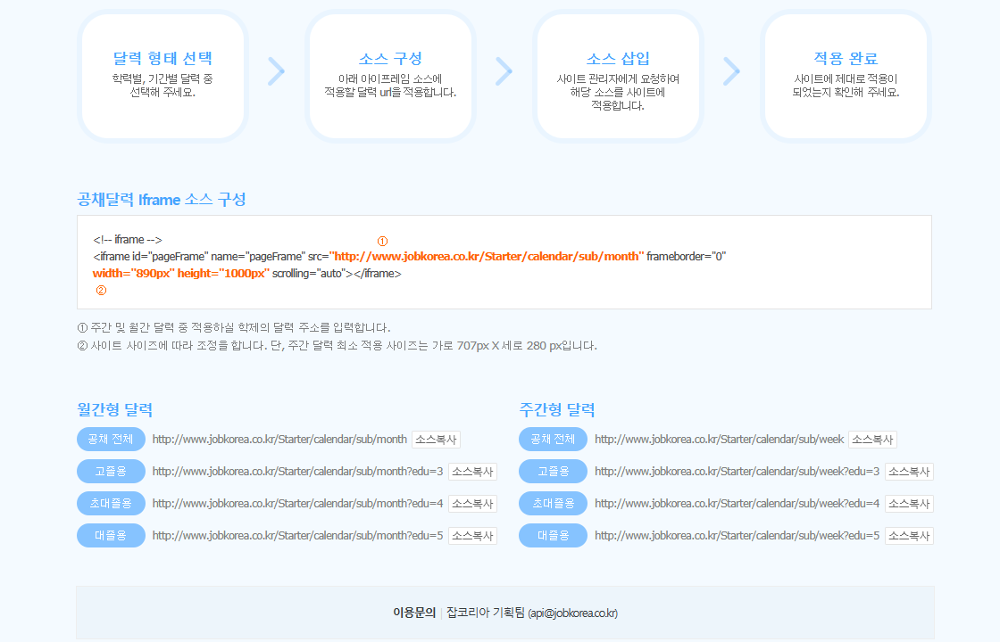 달력 형태 선택
학력별, 기간별 달력 중
선택해 주세요.
소스 구성
아래 아이프레임 소스에
적용할 달력 url을 적용합니다.
소스 삽입
사이트 관리자에게 요청하여
해당 소스를 사이트에
적용합니다.
적용 완료
사이트에 제대로 적용이
되었는지 확인해 주세요.
공채달력 Iframe 소스 구성
<!-- iframe -->
①
<iframe id="pageFrame" name="pageFrame" src="http://www.jobkorea.co.kr/Starter/calendar/sub/month" frameborder="0"
width="890px" height="1000px" scrolling="auto"></iframe>
②
① 주간 및 월간 달력 중 적용하실 학제의 달력 주소를 입력합니다.
② 사이트 사이즈에 따라 조정을 합니다. 단, 주간 달력 최소 적용 사이즈는 가로 707px X 세로 280 px입니다.
월간형 달력
공채 전체 http://www.jobkorea.co.kr/Starter/calendar/sub/month 소스복사
고졸용 http://www.jobkorea.co.kr/Starter/calendar/sub/month?edu=3 소스복사
초대졸용 http://www.jobkorea.co.kr/Starter/calendar/sub/month?edu=4 소스복사
대졸용 http://www.jobkorea.co.kr/Starter/calendar/sub/month?edu=5 소스복사
주간형 달력
공채 전체 http://www.jobkorea.co.kr/Starter/calendar/sub/week 소스복사
고졸용 http://www.jobkorea.co.kr/Starter/calendar/sub/week?edu=3 소스복사
초대졸용 http://www.jobkorea.co.kr/Starter/calendar/sub/week?edu=4 소스복사
대졸용 http://www.jobkorea.co.kr/Starter/calendar/sub/week?edu=5 소스복사
이용문의 | 잡코리아 기획팀 (api@jobkorea.co.kr)